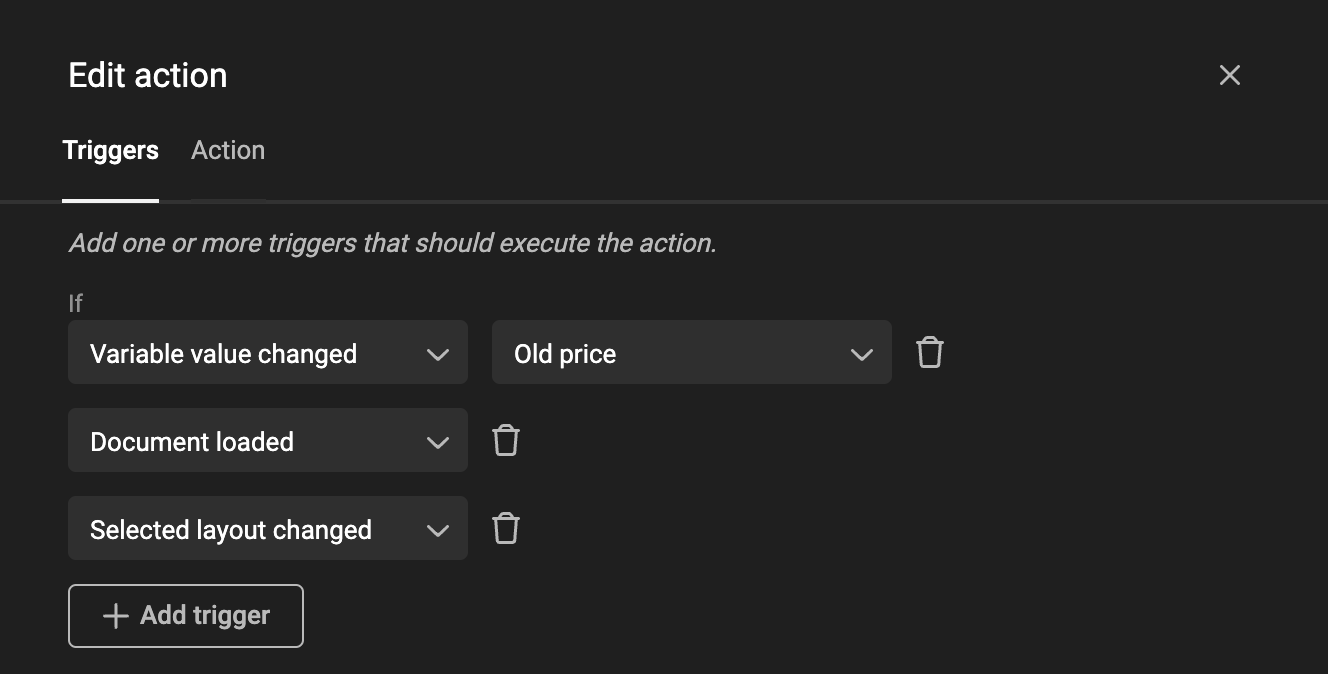 Edit action
Triggers Action
Add one or more triggers that should execute the action.
If
Variable value changed Old price
Document loaded
Selected layout changed
Add trigger